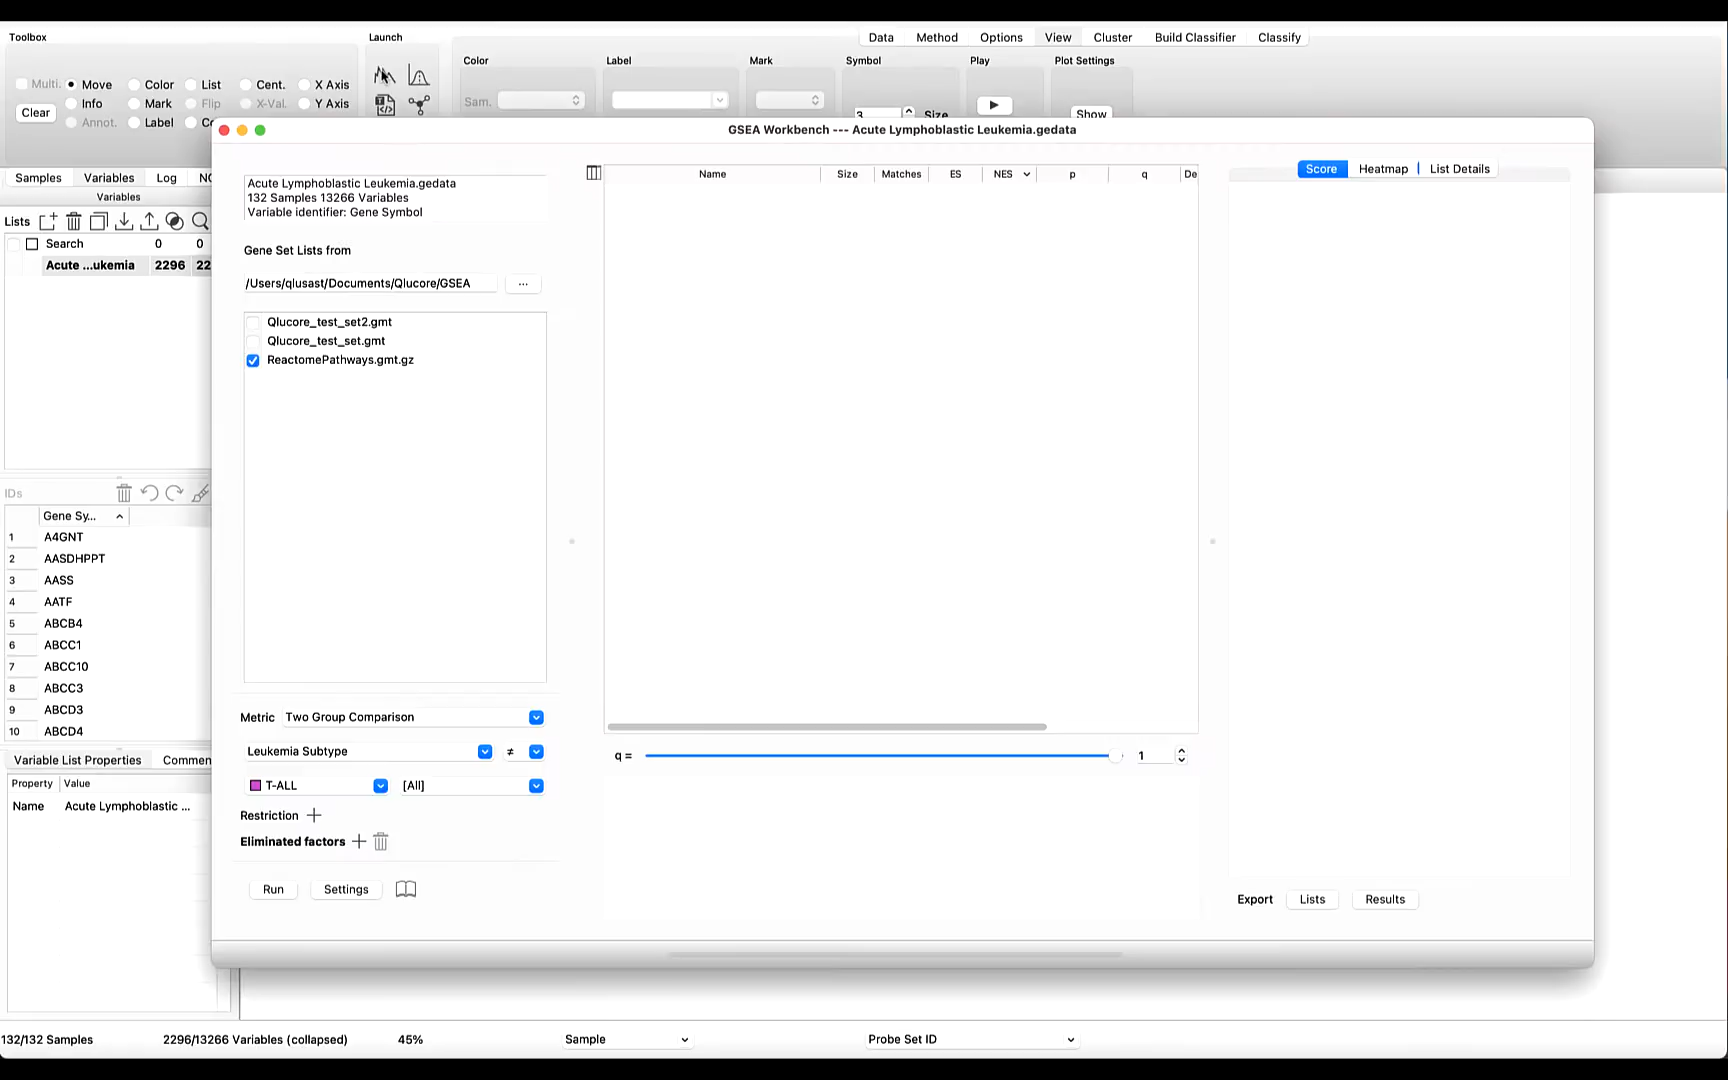 Toolbox
Launch
Data Method Options View Cluster Build Classifier Classify
Color Label Mark Symbol Play Plot Settings
Multi. Move Color List Cent. X Axis
Info Mark Flip X-Val. Y Axis
Clear
Annot. Label
Sam.
3 Size
Show
GSEA Workbench --- Acute Lymphoblastic Leukemia.gedata
Samples Variables Log
Variables
Lists
Search 0 0
Acute ...ukemia 2296 22
IDs
Gene Sy...
1 A4GNT
2 AASDHPPT
3 AASS
4 AATF
5 ABCB4
6 ABCC1
7 ABCC10
8 ABCC3
9 ABCD3
10 ABCD4
Variable List Properties Commen
Property Value
Name Acute Lymphoblastic ...
Acute Lymphoblastic Leukemia.gedata
132 Samples 13266 Variables
Variable identifier: Gene Symbol
Gene Set Lists from
/Users/qlusast/Documents/Qlucore/GSEA ...
Qlucore_test_set2.gmt
Qlucore_test_set.gmt
ReactomePathways.gmt.gz
Metric Two Group Comparison
Leukemia Subtype ≠
T-ALL [All]
Restriction
Eliminated factors
Run Settings
Name Size Matches ES NES p q De
q = 1
Score Heatmap List Details
Export Lists Results
132/132 Samples 2296/13266 Variables (collapsed) 45% Sample Probe Set ID